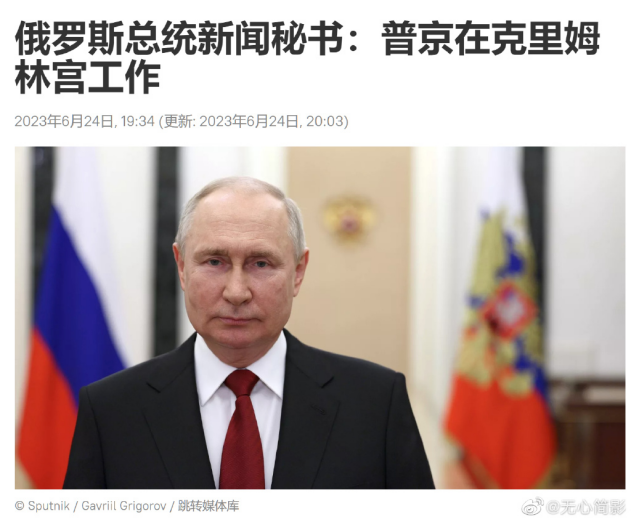 俄罗斯总统新闻秘书：普京在克里姆
林宫工作
2023年6月24日, 19:34 (更新: 2023年6月24日, 20:03)
© Sputnik / Gavriil Grigorov / 跳转媒体库
@无心简影